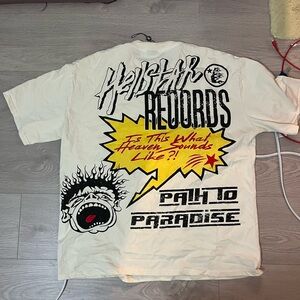 HELLSTAR
RECORDS
Is This What
Heaven Sounds
Like?!
PATH TO
PARADISE